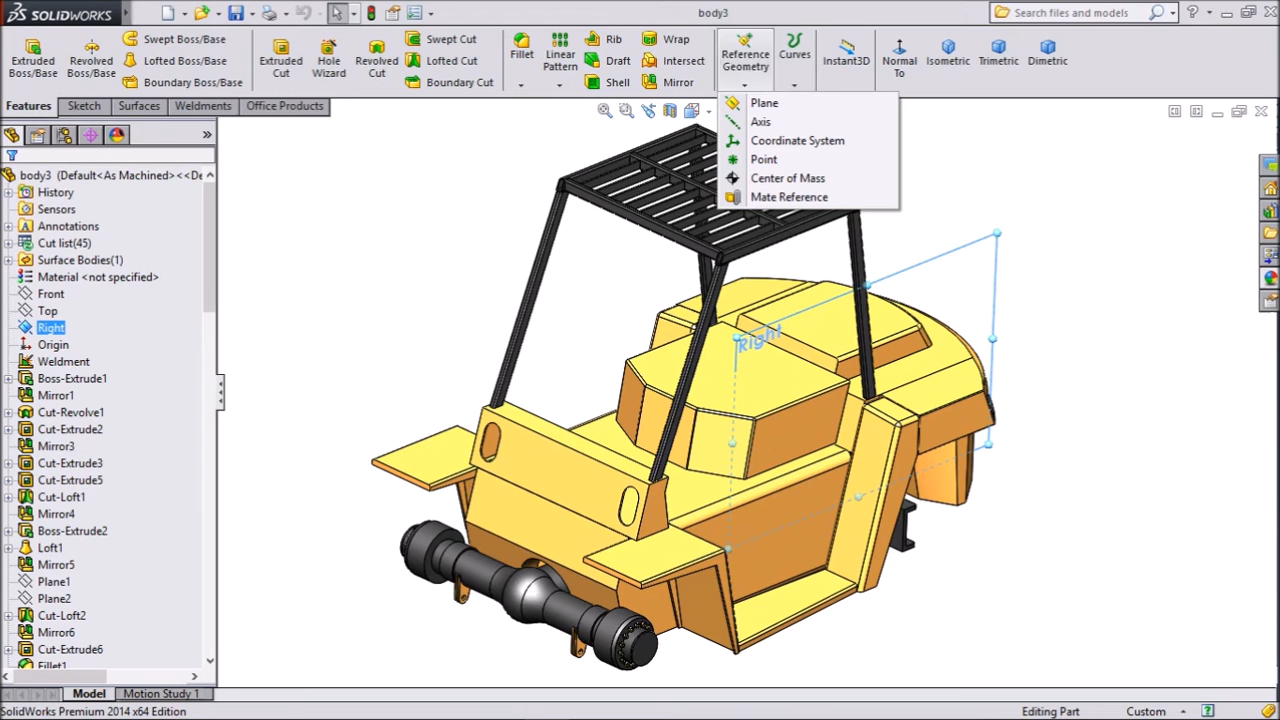 SOLIDWORKS
body3
Search files and models
Extruded Boss/Base
Revolved Boss/Base
Swept Boss/Base
Lofted Boss/Base
Boundary Boss/Base
Extruded Cut
Hole Wizard
Revolved Cut
Swept Cut
Lofted Cut
Boundary Cut
Fillet
Linear Pattern
Rib
Draft
Shell
Wrap
Intersect
Mirror
Reference Geometry
Curves
Instant3D
Normal To
Isometric
Trimetric
Dimetric
Features
Sketch
Surfaces
Weldments
Office Products
Plane
Axis
Coordinate System
Point
Center of Mass
Mate Reference
body3 (Default<As Machined><<De
History
Sensors
Annotations
Cut list(45)
Surface Bodies(1)
Material <not specified>
Front
Top
Right
Origin
Weldment
Boss-Extrude1
Mirror1
Cut-Revolve1
Cut-Extrude2
Mirror3
Cut-Extrude3
Cut-Extrude5
Cut-Loft1
Mirror4
Boss-Extrude2
Loft1
Mirror5
Plane1
Plane2
Cut-Loft2
Mirror6
Cut-Extrude6
Fillet1
Right
Model
Motion Study 1
SolidWorks Premium 2014 x64 Edition
Editing Part
Custom